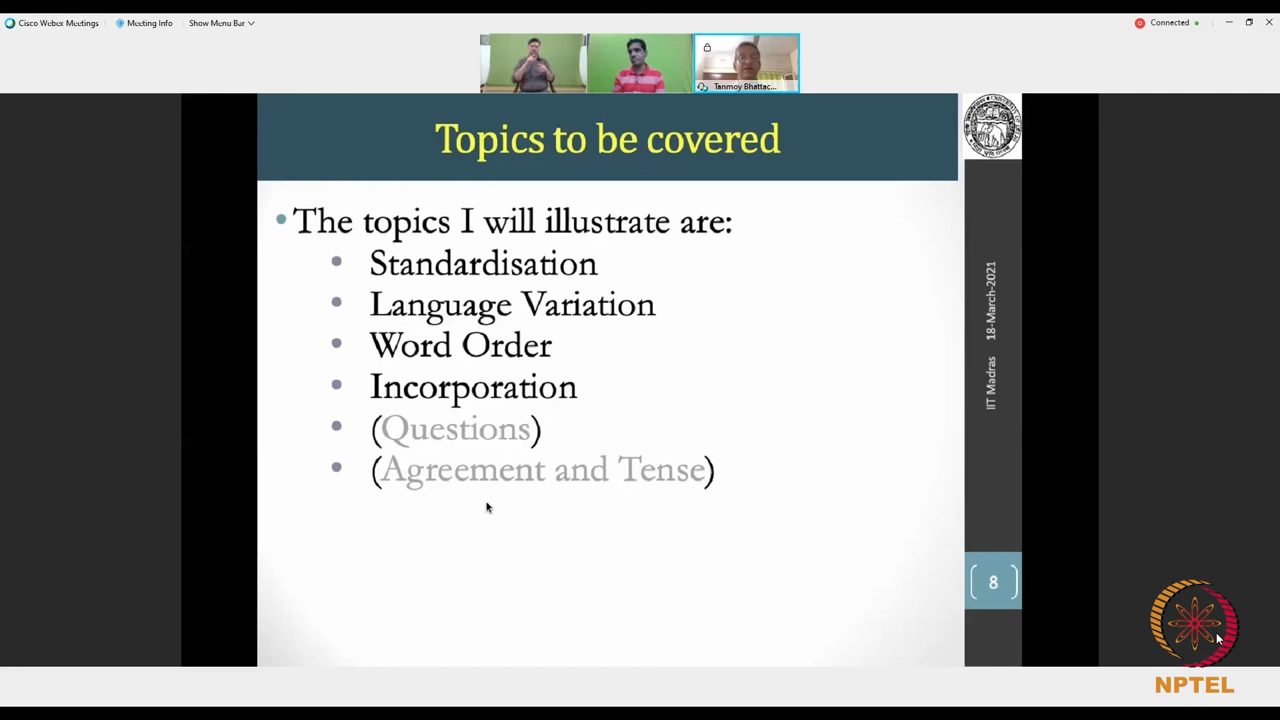 Cisco Webex Meetings
Meeting Info
Show Menu Bar
Connected
Tanmoy Bhattac...
Topics to be covered
The topics I will illustrate are:
Standardisation
Language Variation
Word Order
Incorporation
(Questions)
(Agreement and Tense)
IIT Madras 18-March-2021
8
NPTEL